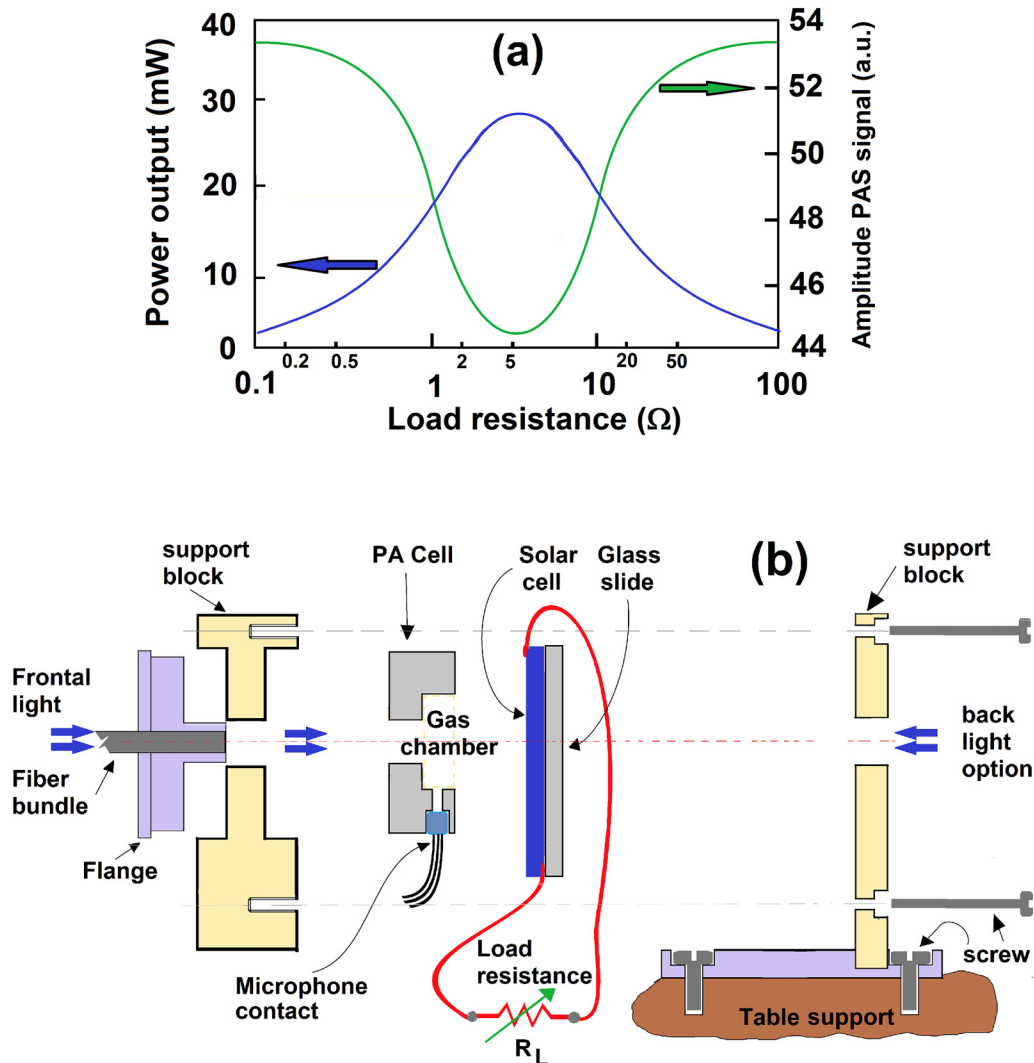 (a)
Power output (mW)
40
30
20
10
0
54
52
50
48
46
44
Amplitude PAS signal (a.u.)
0.2 0.5 2 5 20 50
0.1 1 10 100
Load resistance (Ω)
(b)
support
block
PA Cell
Solar
cell
Glass
slide
support
block
Frontal
light
Gas
chamber
back
light
option
Fiber
bundle
Flange
Microphone
contact
Load
resistance
R_L
screw
Table support